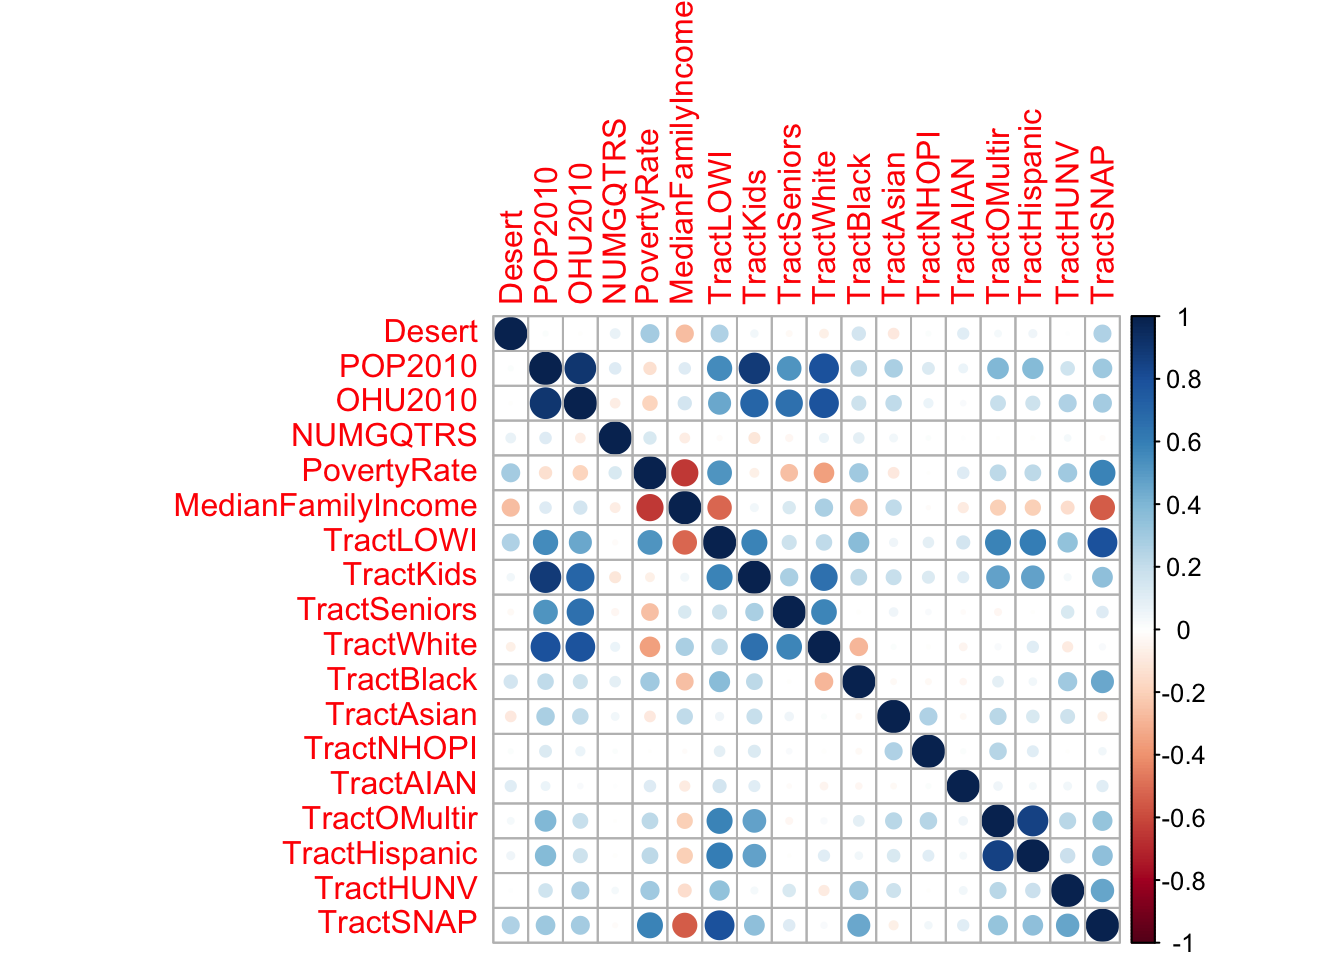 Desert
POP2010
OHU2010
NUMGQTRS
PovertyRate
MedianFamilyIncome
TractLOWI
TractKids
TractSeniors
TractWhite
TractBlack
TractAsian
TractNHOPI
TractAIAN
TractOMultir
TractHispanic
TractHUNV
TractSNAP
Desert
POP2010
OHU2010
NUMGQTRS
PovertyRate
MedianFamilyIncome
TractLOWI
TractKids
TractSeniors
TractWhite
TractBlack
TractAsian
TractNHOPI
TractAIAN
TractOMultir
TractHispanic
TractHUNV
TractSNAP
1
0.8
0.6
0.4
0.2
0
-0.2
-0.4
-0.6
-0.8
-1